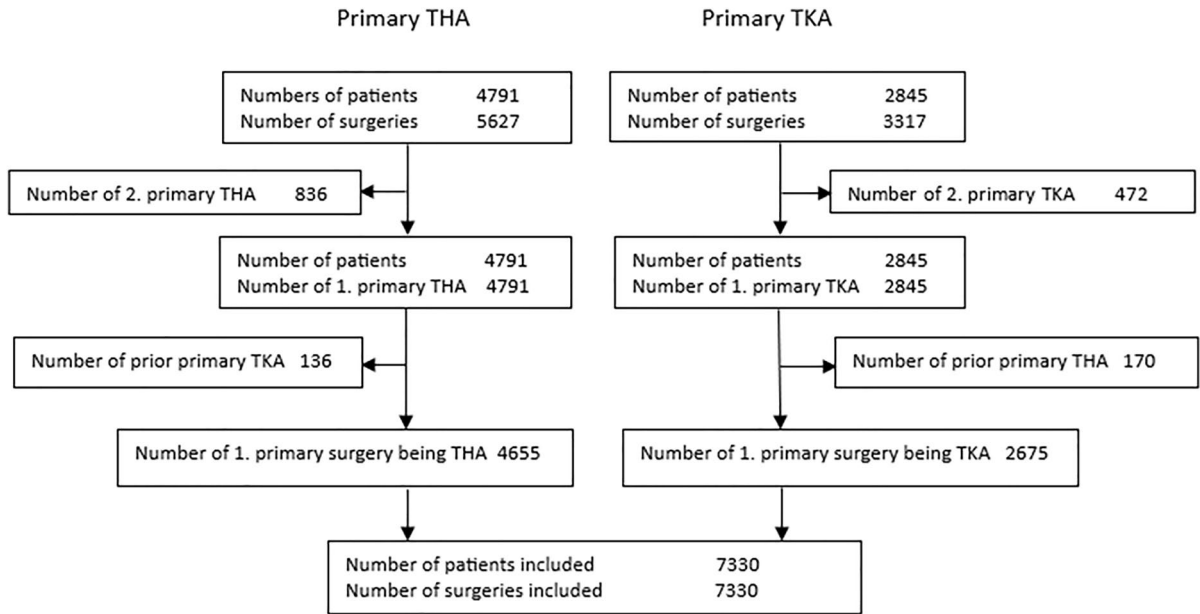 Primary THA
Primary TKA
Numbers of patients 4791
Number of surgeries 5627
Number of patients 2845
Number of surgeries 3317
Number of 2. primary THA 836
Number of 2. primary TKA 472
Number of patients 4791
Number of 1. primary THA 4791
Number of patients 2845
Number of 1. primary TKA 2845
Number of prior primary TKA 136
Number of prior primary THA 170
Number of 1. primary surgery being THA 4655
Number of 1. primary surgery being TKA 2675
Number of patients included 7330
Number of surgeries included 7330